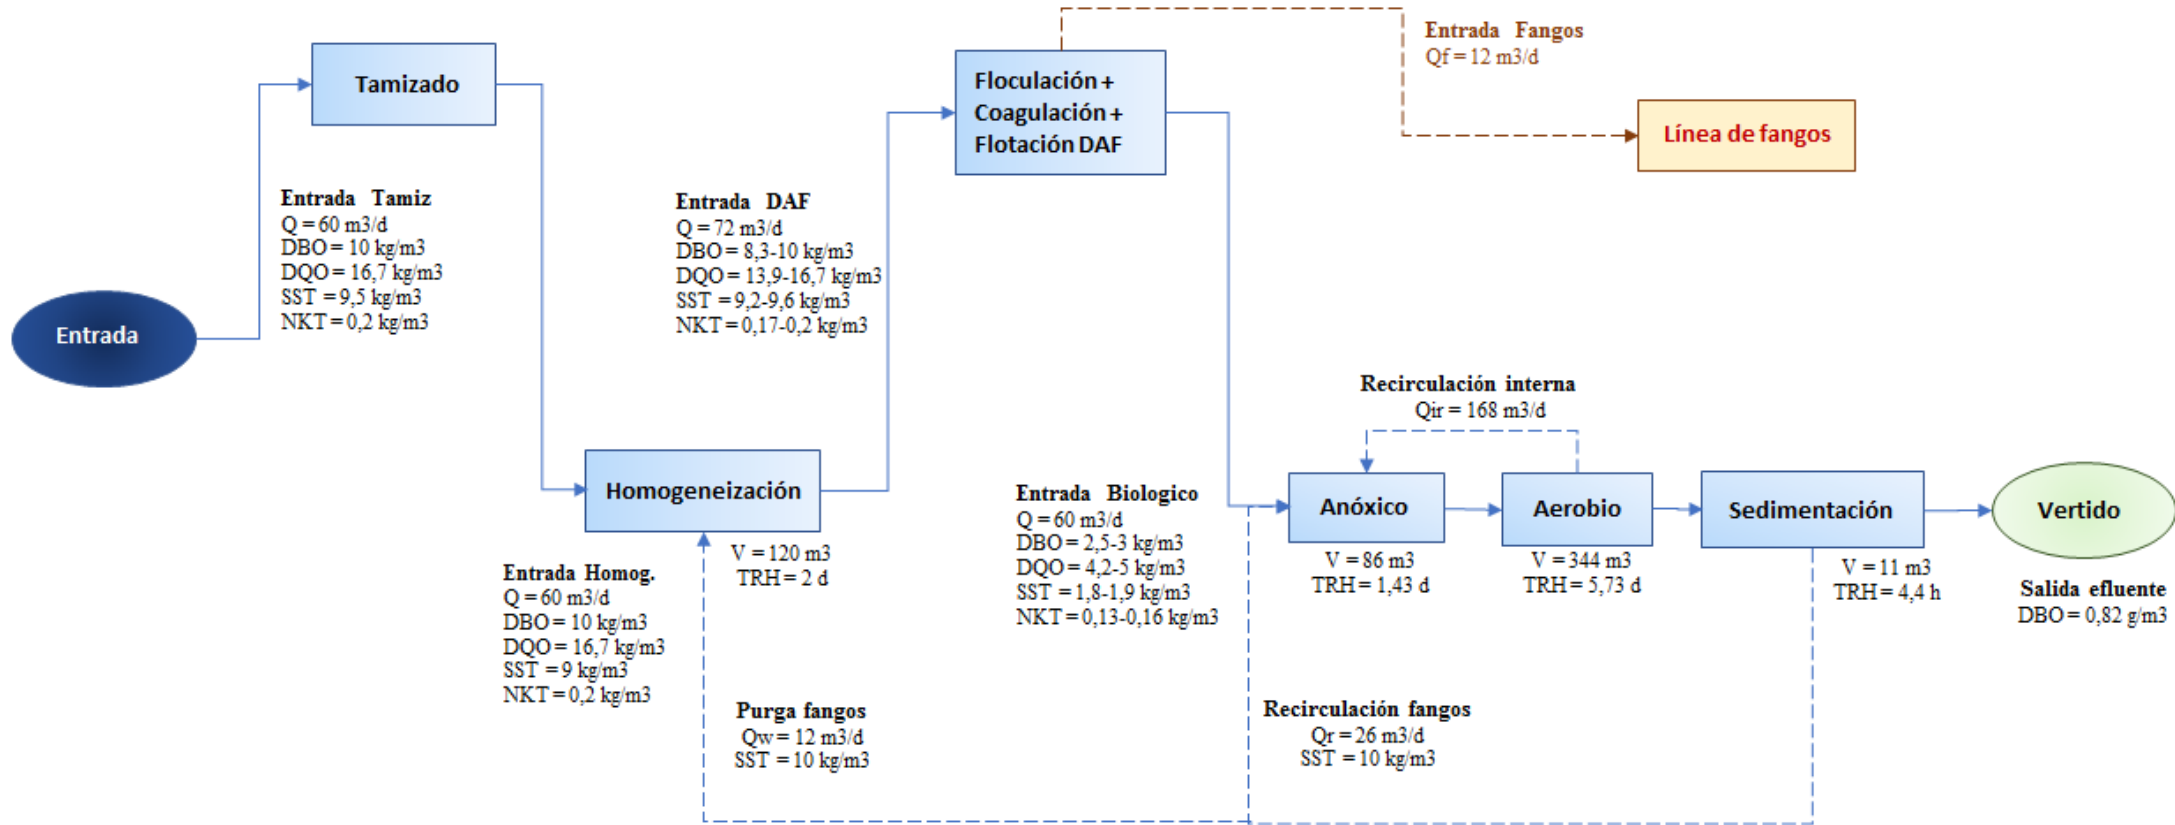 Entrada
Tamizado
Entrada Tamiz
Q = 60 m3/d
DBO = 10 kg/m3
DQO = 16,7 kg/m3
SST = 9,5 kg/m3
NKT = 0,2 kg/m3
Homogeneización
V = 120 m3
TRH = 2 d
Entrada Homog.
Q = 60 m3/d
DBO = 10 kg/m3
DQO = 16,7 kg/m3
SST = 9 kg/m3
NKT = 0,2 kg/m3
Purga fangos
Qw = 12 m3/d
SST = 10 kg/m3
Entrada DAF
Q = 72 m3/d
DBO = 8,3-10 kg/m3
DQO = 13,9-16,7 kg/m3
SST = 9,2-9,6 kg/m3
NKT = 0,17-0,2 kg/m3
Floculación +
Coagulación +
Flotación DAF
Entrada Fangos
Qf = 12 m3/d
Línea de fangos
Entrada Biologico
Q = 60 m3/d
DBO = 2,5-3 kg/m3
DQO = 4,2-5 kg/m3
SST = 1,8-1,9 kg/m3
NKT = 0,13-0,16 kg/m3
Recirculación interna
Qir = 168 m3/d
Anóxico
V = 86 m3
TRH = 1,43 d
Aerobio
V = 344 m3
TRH = 5,73 d
Sedimentación
V = 11 m3
TRH = 4,4 h
Recirculación fangos
Qr = 26 m3/d
SST = 10 kg/m3
Vertido
Salida efluente
DBO = 0,82 g/m3